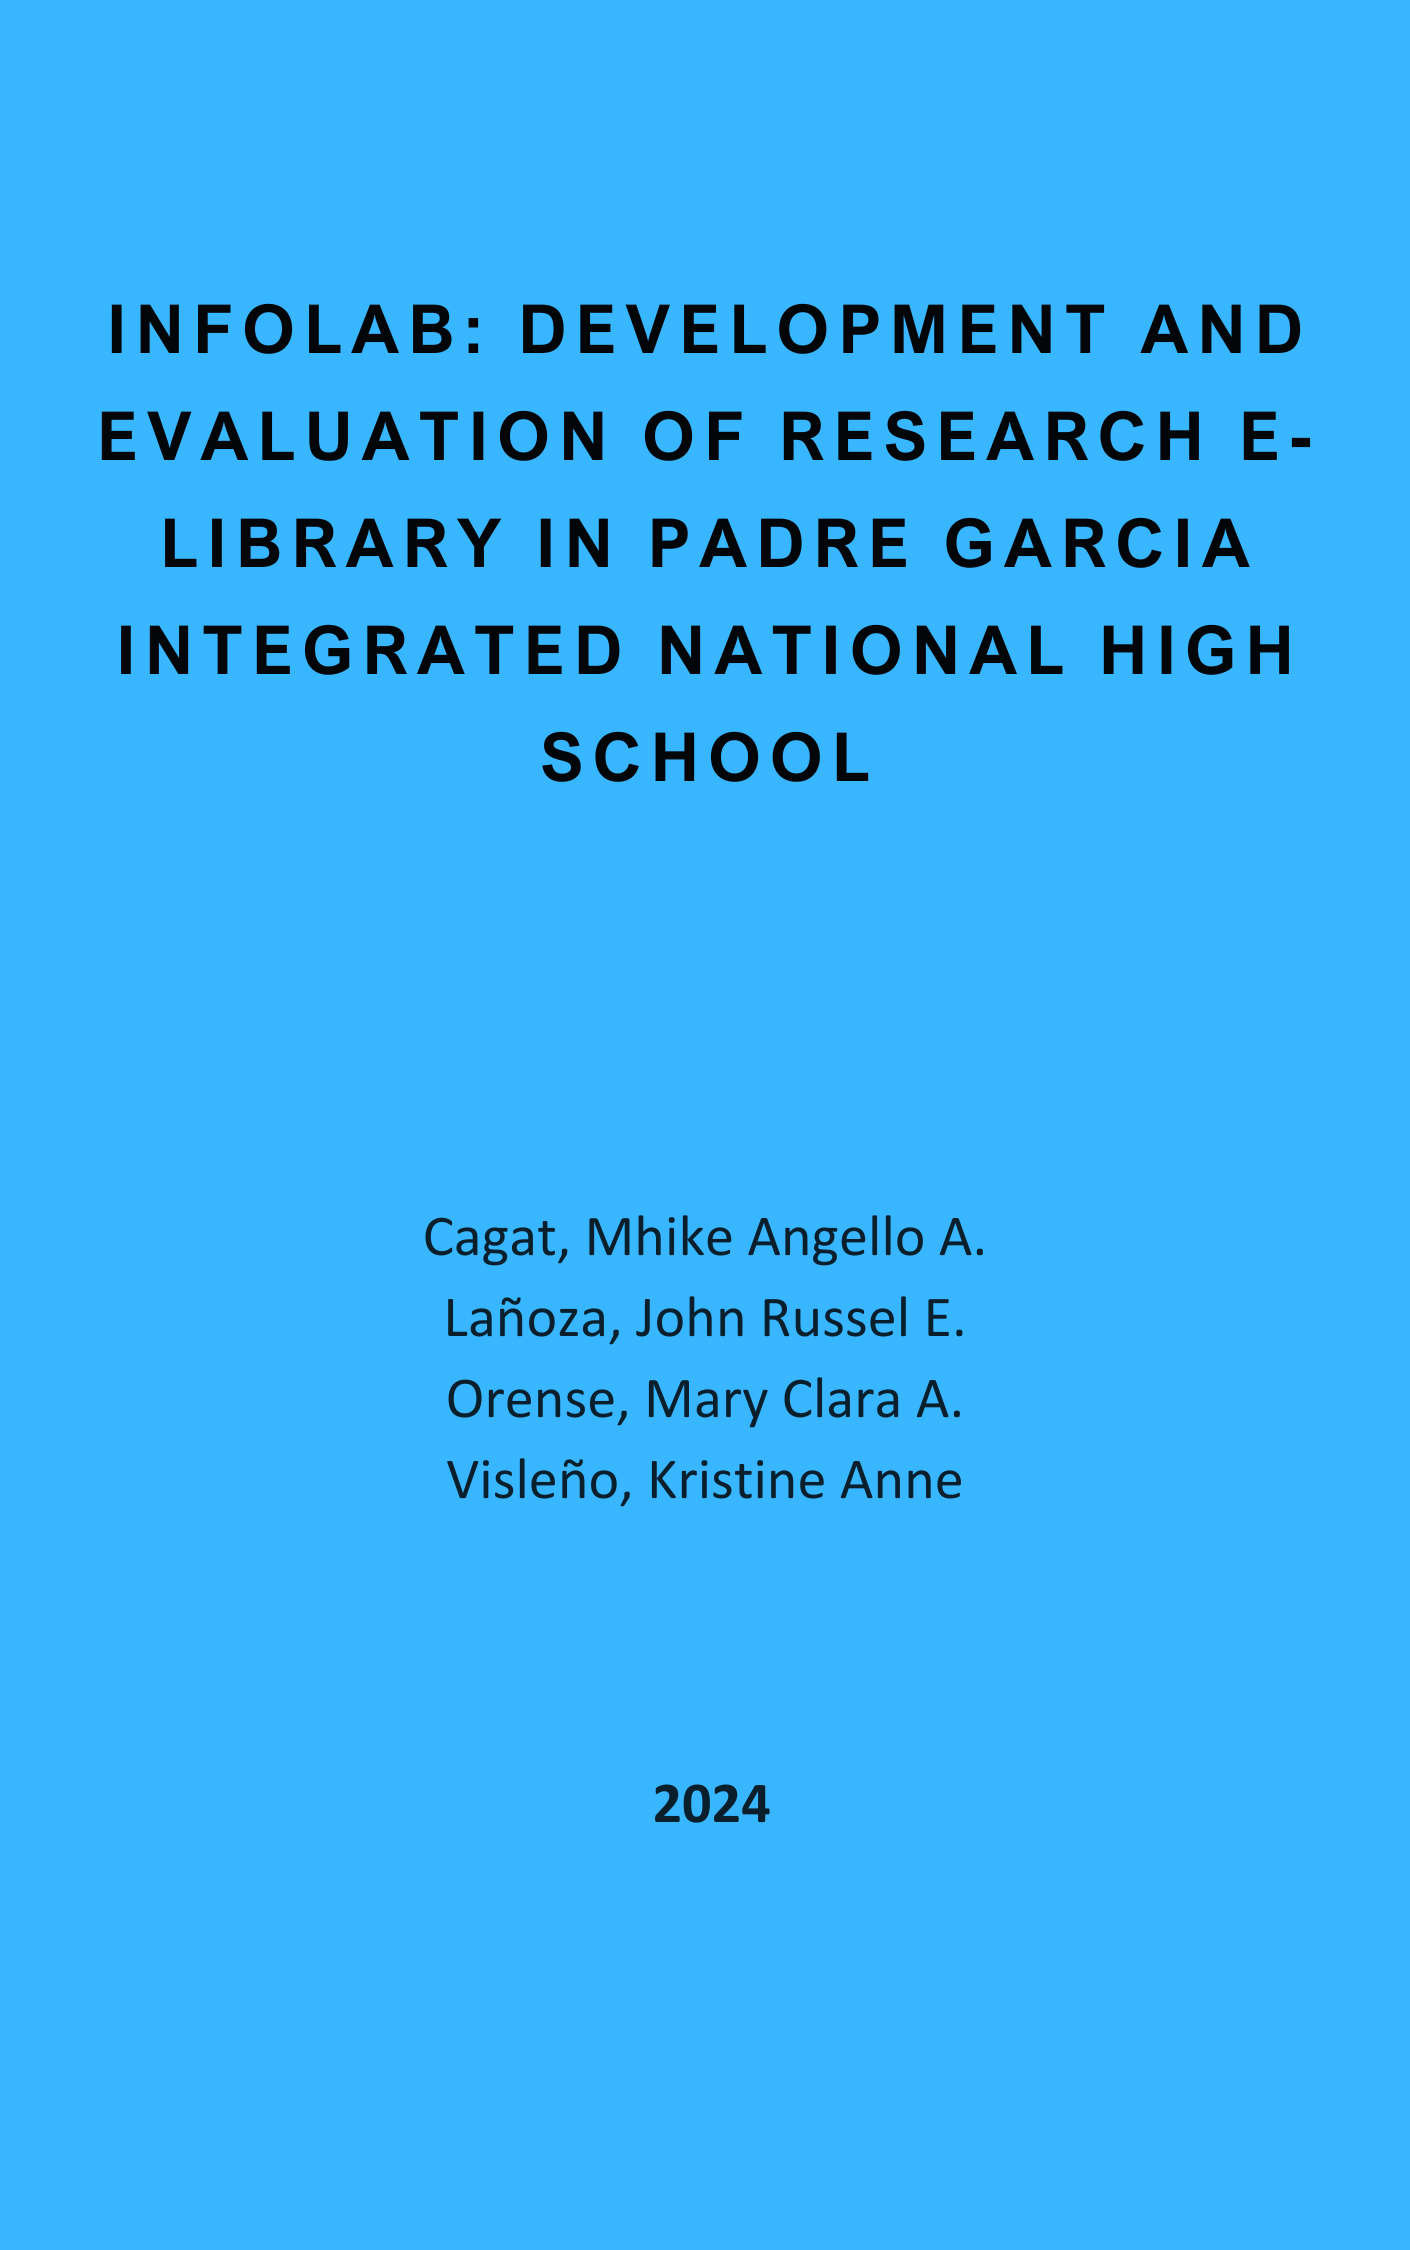 INFOLAB: DEVELOPMENT AND
EVALUATION OF RESEARCH E-
LIBRARY IN PADRE GARCIA
INTEGRATED NATIONAL HIGH
SCHOOL
Cagat, Mhike Angello A.
Lañoza, John Russel E.
Orense, Mary Clara A.
Visleño, Kristine Anne
2024